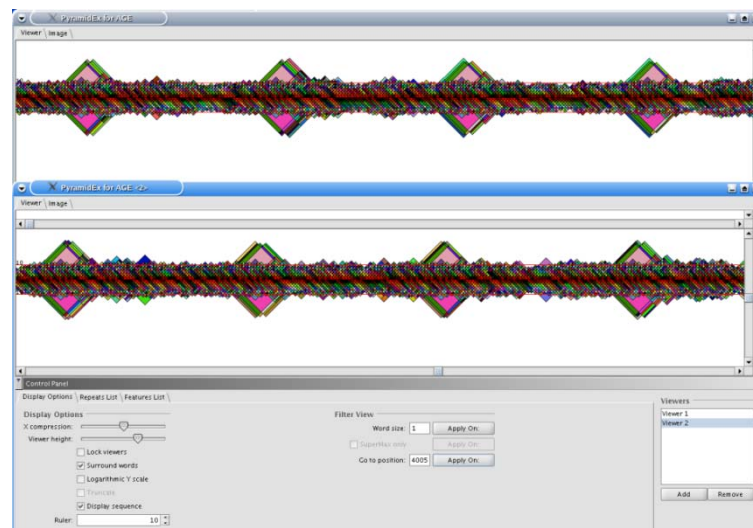 PyramidEx for AGE
Viewer Image
PyramidEx for AGE <2>
Viewer Image
10
Control Panel
Display Options Repeats List Features List
Display Options
X compression:
Viewer height:
Lock viewers
Surround words
Logarithmic Y scale
Truncate
Display sequence
Ruler: 10
Filter View
Word size: 1 Apply On:
SuperMax only Apply On:
Go to position: 4005 Apply On:
Viewers
Viewer 1
Viewer 2
Add Remove